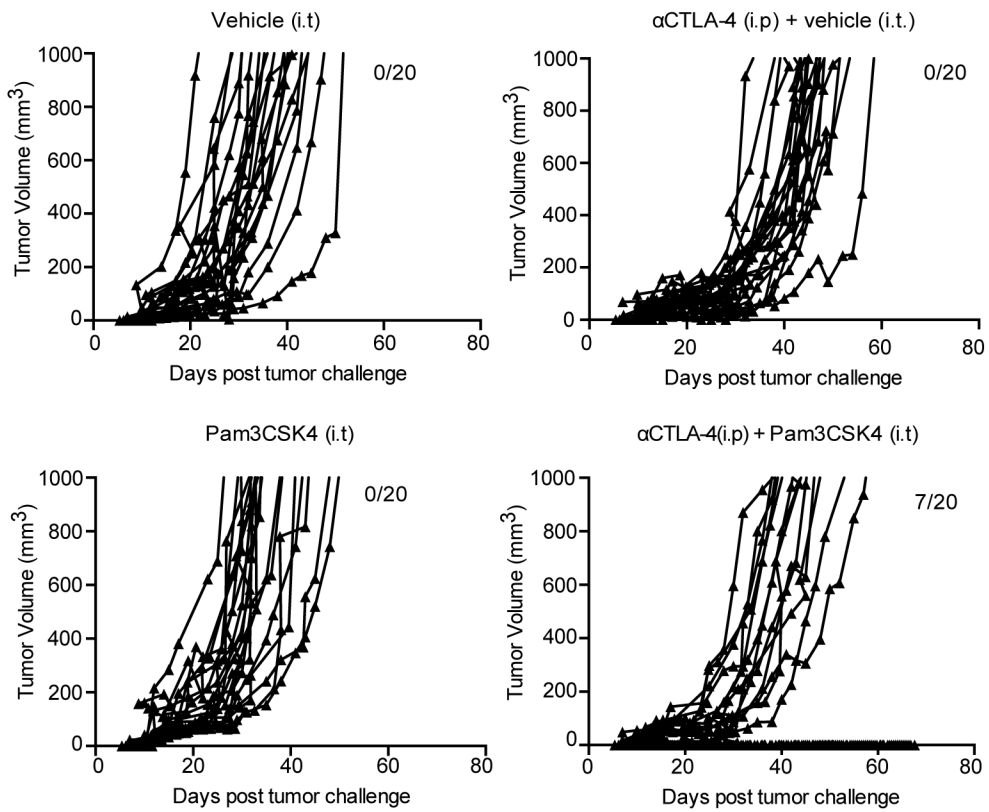 Vehicle (i.t)
0/20
Tumor Volume (mm3)
1000
800
600
400
200
0
0 20 40 60 80
Days post tumor challenge
αCTLA-4 (i.p) + vehicle (i.t.)
0/20
Tumor Volume (mm3)
1000
800
600
400
200
0
0 20 40 60 80
Days post tumor challenge
Pam3CSK4 (i.t)
0/20
Tumor Volume (mm3)
1000
800
600
400
200
0
0 20 40 60 80
Days post tumor challenge
αCTLA-4(i.p) + Pam3CSK4 (i.t)
7/20
Tumor Volume (mm3)
1000
800
600
400
200
0
0 20 40 60 80
Days post tumor challenge